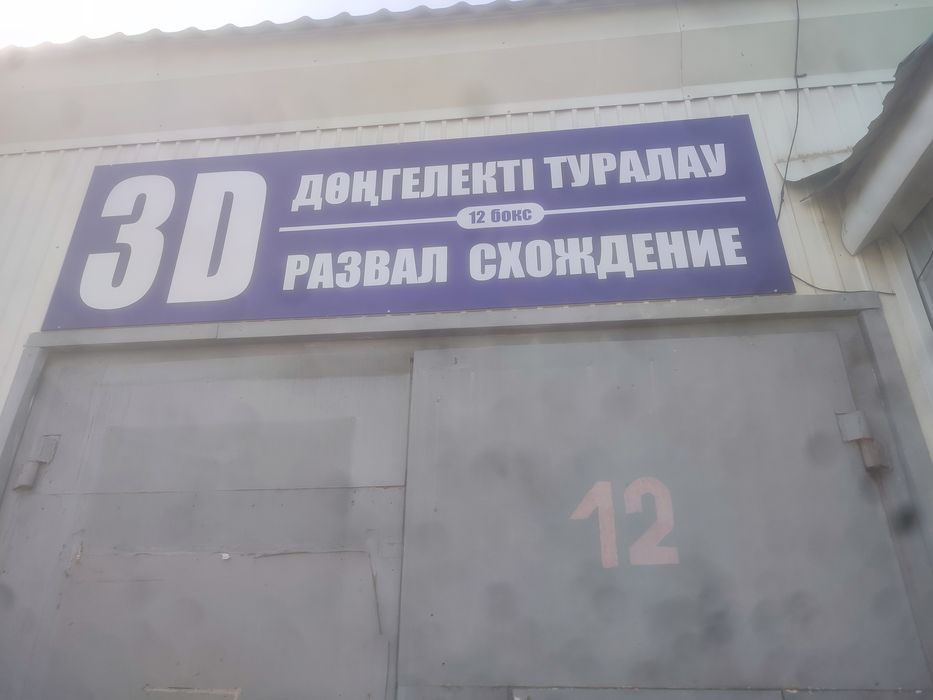 3D
ДӨҢГЕЛЕКТІ ТУРАЛАУ
12 бокс
РАЗВАЛ СХОЖДЕНИЕ
12